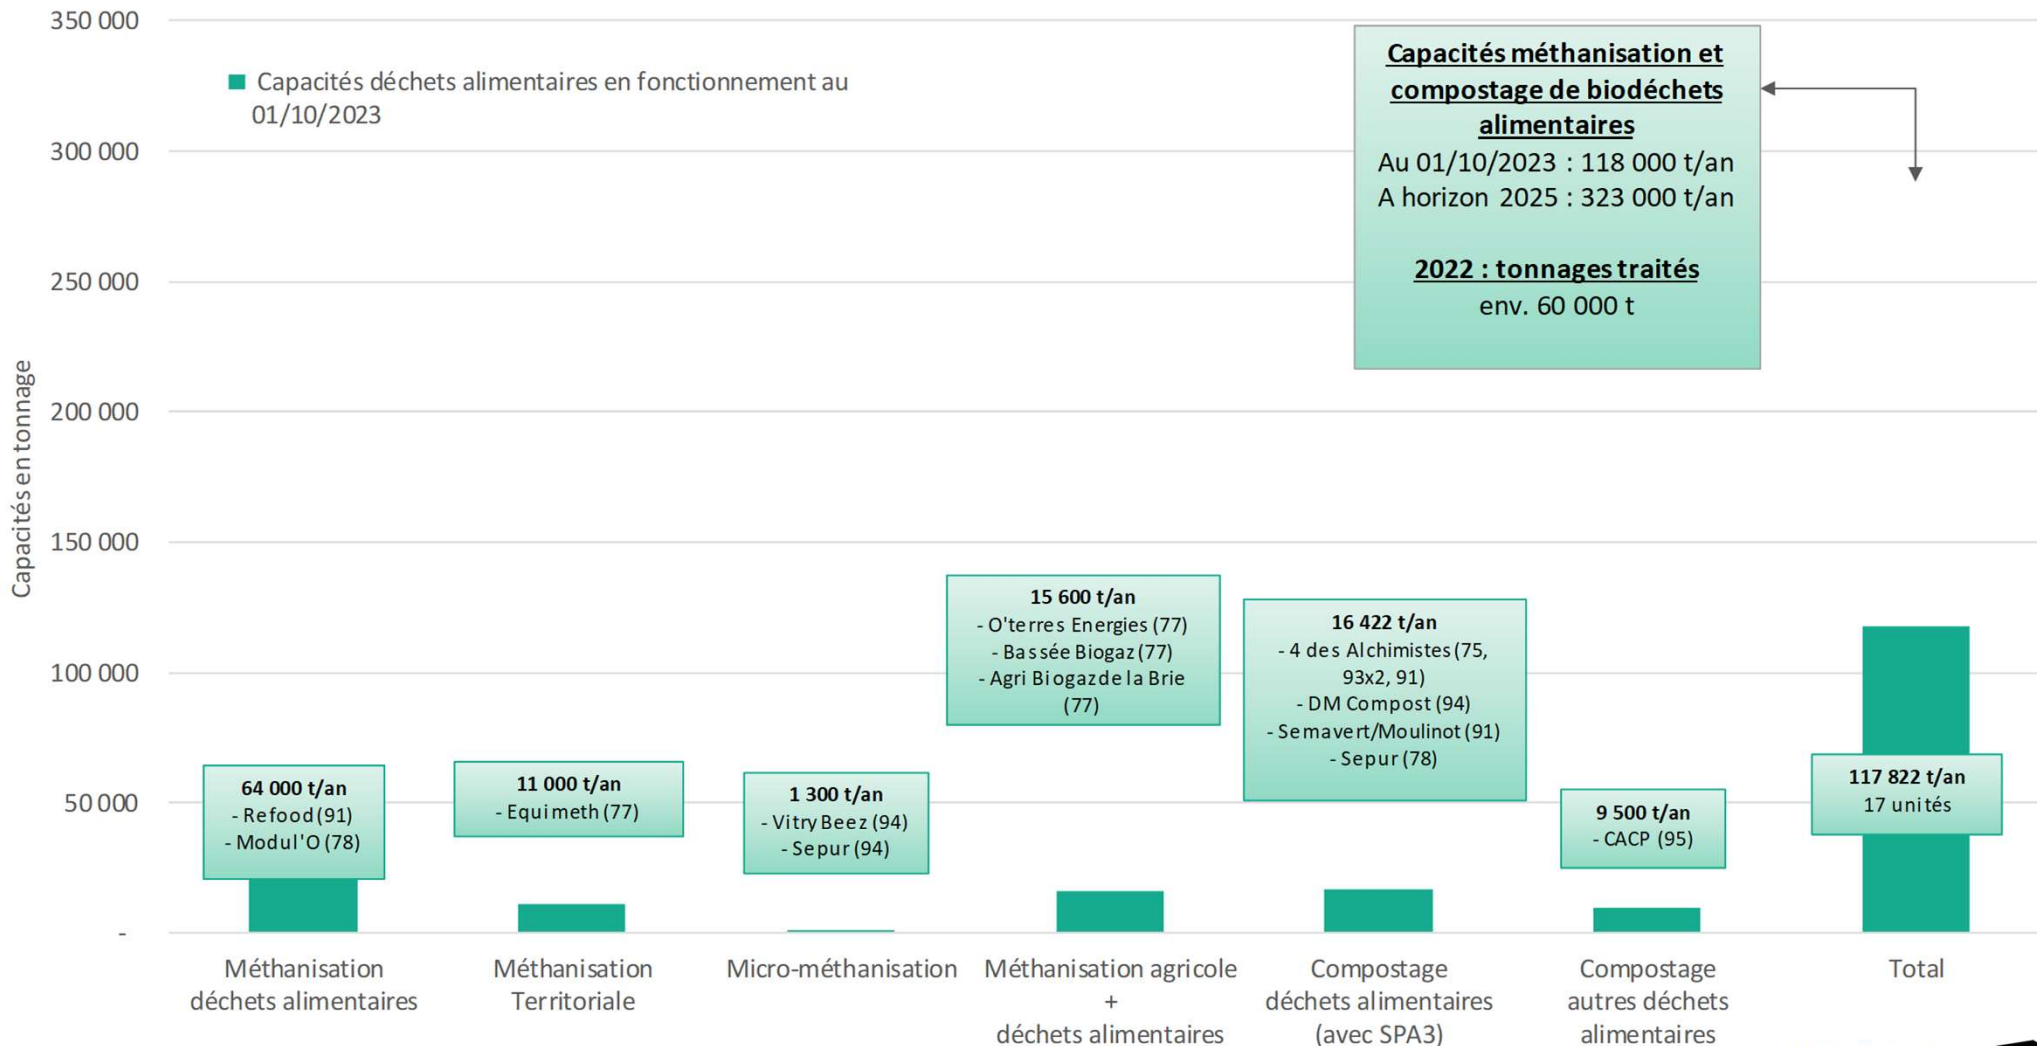 350 000
300 000
250 000
200 000
150 000
100 000
50 000
-
Capacités en tonnage
Capacités déchets alimentaires en fonctionnement au
01/10/2023
Capacités méthanisation et
compostage de biodéchets
alimentaires
Au 01/10/2023 : 118 000 t/an
A horizon 2025 : 323 000 t/an
2022 : tonnages traités
env. 60 000 t
64 000 t/an
- Refood (91)
- Modul'O (78)
11 000 t/an
- Equimeth (77)
1 300 t/an
- Vitry Beez (94)
- Sepur (94)
15 600 t/an
- O'terres Energies (77)
- Bassée Biogaz (77)
- Agri Biogaz de la Brie
(77)
16 422 t/an
- 4 des Alchimistes (75,
93x2, 91)
- DM Compost (94)
- Semavert/Moulinot (91)
- Sepur (78)
9 500 t/an
- CACP (95)
117 822 t/an
17 unités
Méthanisation
déchets alimentaires
Méthanisation
Territoriale
Micro-méthanisation
Méthanisation agricole
+
déchets alimentaires
Compostage
déchets alimentaires
(avec SPA3)
Compostage
autres déchets
alimentaires
Total